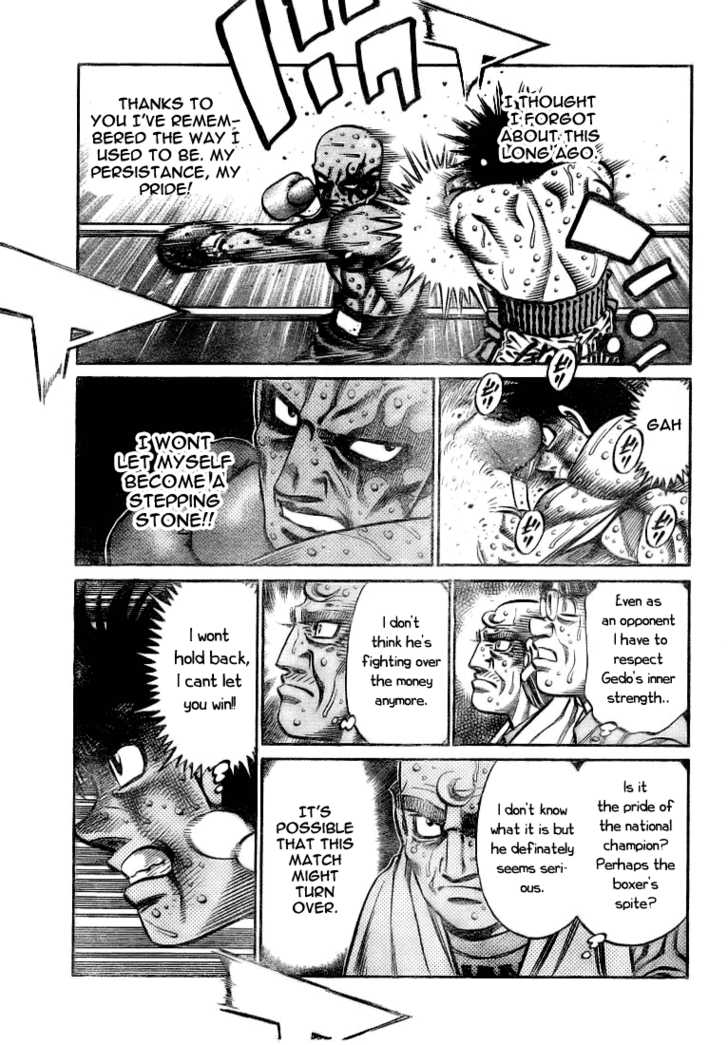 I THOUGHT
I FORGOT
ABOUT THIS
LONG AGO.
THANKS TO
YOU I'VE REMEM-
BERED THE WAY I
USED TO BE. MY
PERSISTANCE, MY
PRIDE!
GAH
I WONT
LET MYSELF
BECOME A
STEPPING
STONE!!
Even as
an opponent
I have to
respect
Gedo's inner
strength..
I don't
think he's
fighting over
the money
anymore.
I wont
hold back,
I cant let
you win!!
Is it
the pride of
the national
champion?
Perhaps the
boxer's
spite?
I don't know
what it is but
he definately
seems seri-
ous.
IT'S
POSSIBLE
THAT THIS
MATCH
MIGHT
TURN
OVER.